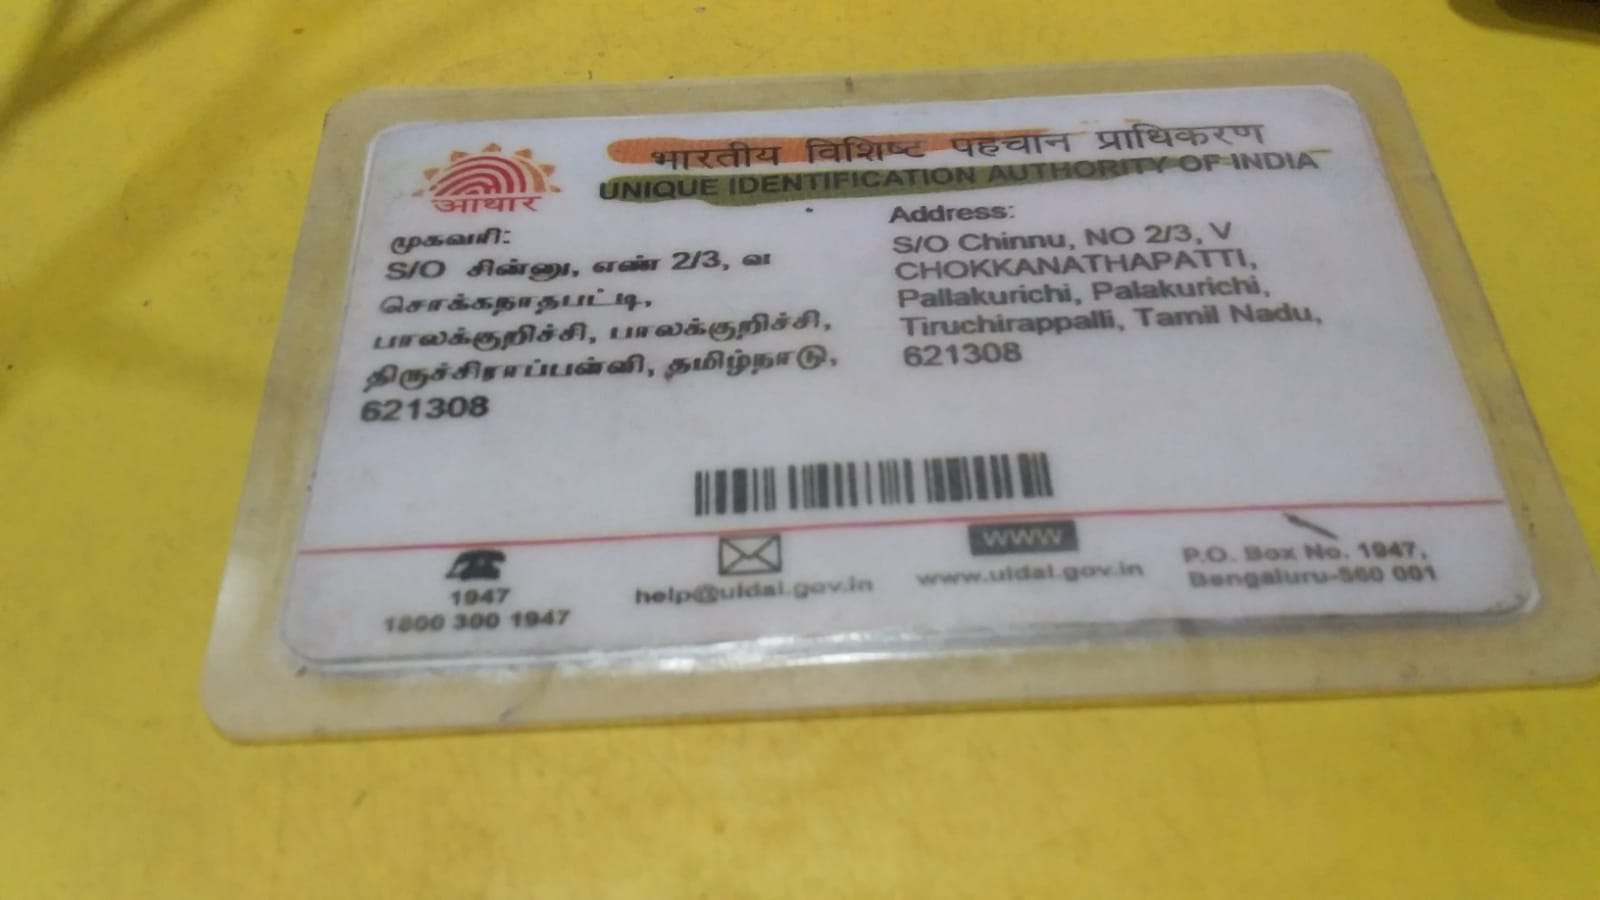 भारतीय विशिष्ट पहचान प्राधिकरण
UNIQUE IDENTIFICATION AUTHORITY OF INDIA
आधार
முகவரி:
S/O சின்னு, எண் 2/3, வ
சொக்கநாதபட்டி,
பாலக்குறிச்சி, பாலக்குறிச்சி,
திருச்சிராப்பள்ளி, தமிழ்நாடு,
621308
Address:
S/O Chinnu, NO 2/3, V
CHOKKANATHAPATTI,
Pallakurichi, Palakurichi,
Tiruchirappalli, Tamil Nadu,
621308
1947
1800 300 1947
help@uidai.gov.in
WWW
www.uidai.gov.in
P.O. Box No. 1947,
Bengaluru-560 001